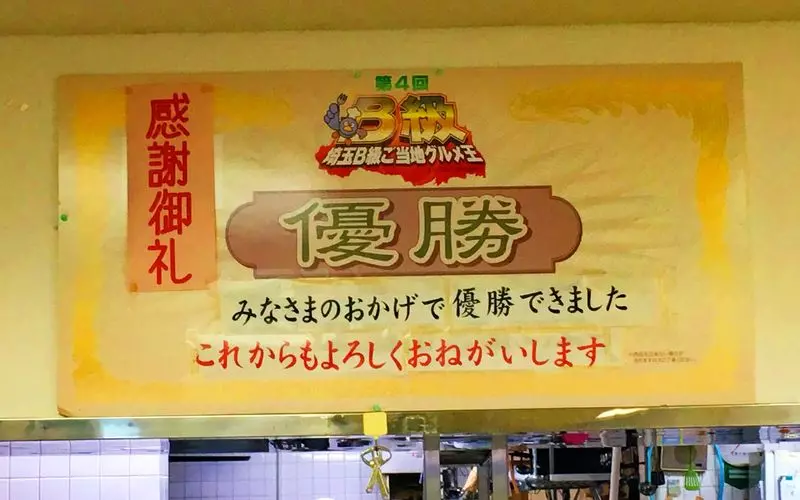 感謝御礼
第4回
B級
埼玉B級ご当地グルメ王
優勝
みなさまのおかげで優勝できました
これからもよろしくおねがいします